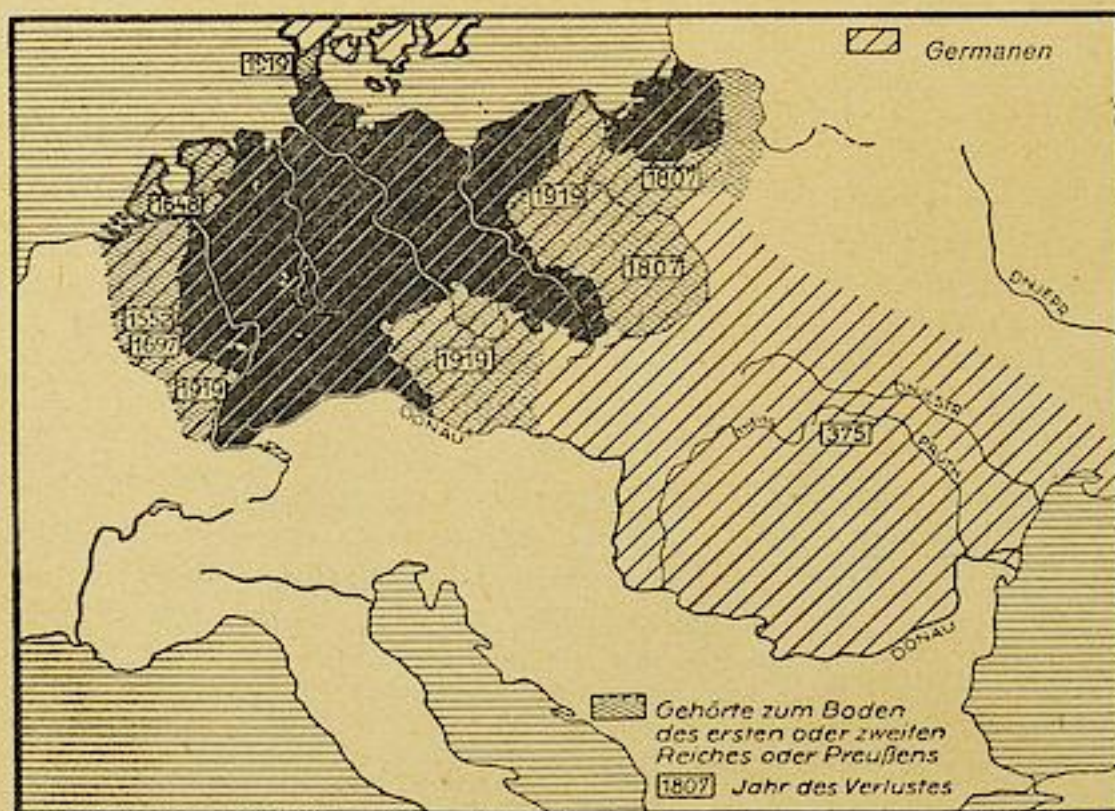 Germanen
1919
1648
1807
1919
1807
1552
1697
1919
1919
DONAU
DNJEPR
DNJESTR
375
PRUTH
DONAU
Gehörte zum Boden
des ersten oder zweiten
Reiches oder Preußens
1807 Jahr des Verlustes